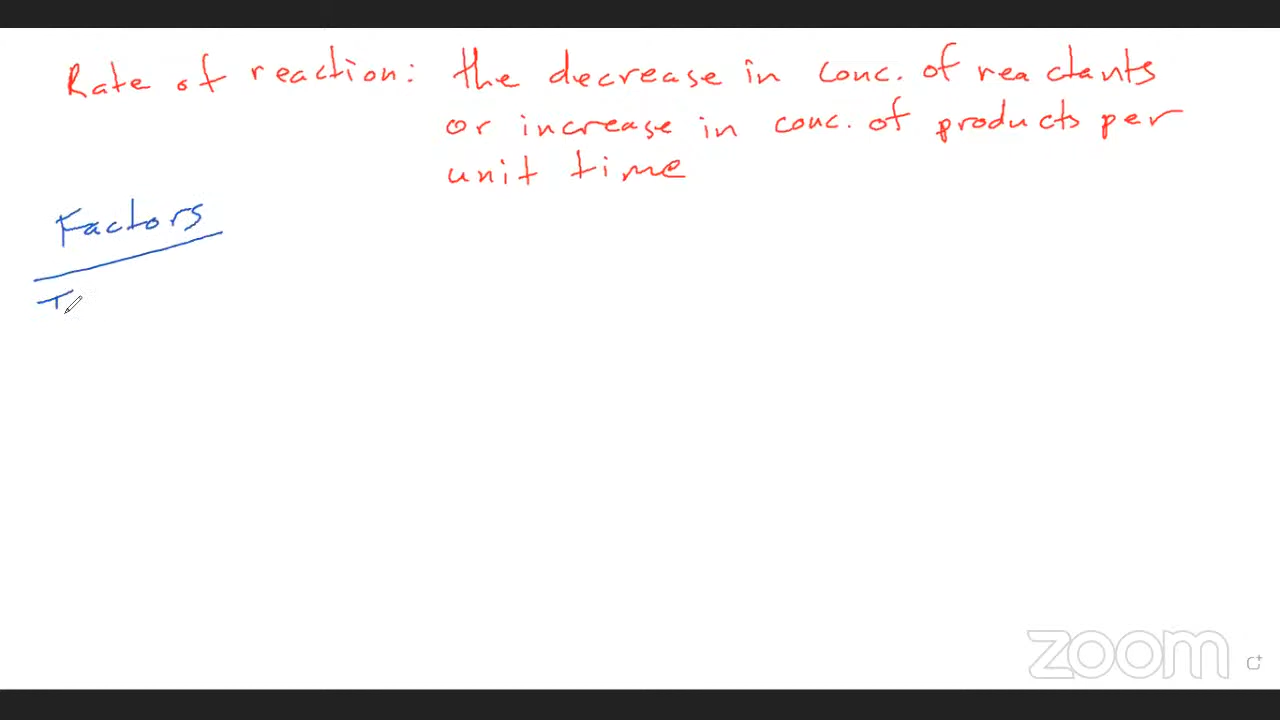 Rate of reaction: the decrease in conc. of reactants
or increase in conc. of products per
unit time
Factors
T
zoom